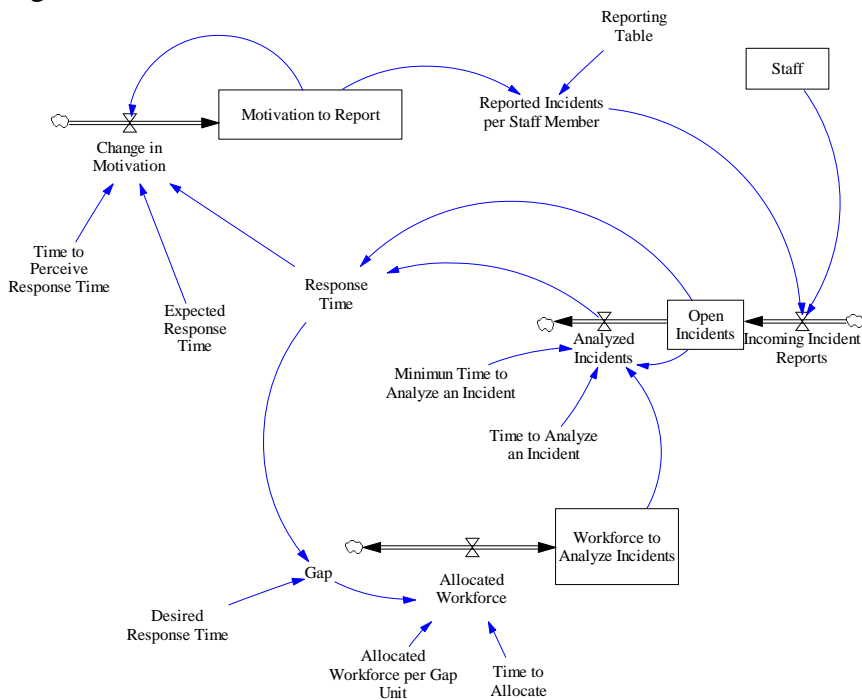 Reporting
Table
Staff
Motivation to Report
Reported Incidents
per Staff Member
Change in
Motivation
Time to
Perceive
Response Time
Expected
Response
Time
Response
Time
Open
Incidents
Analyzed
Incidents
Incoming Incident
Reports
Minimun Time to
Analyze an Incident
Time to Analyze
an Incident
Workforce to
Analyze Incidents
Gap
Allocated
Workforce
Desired
Response Time
Allocated
Workforce per Gap
Unit
Time to
Allocate